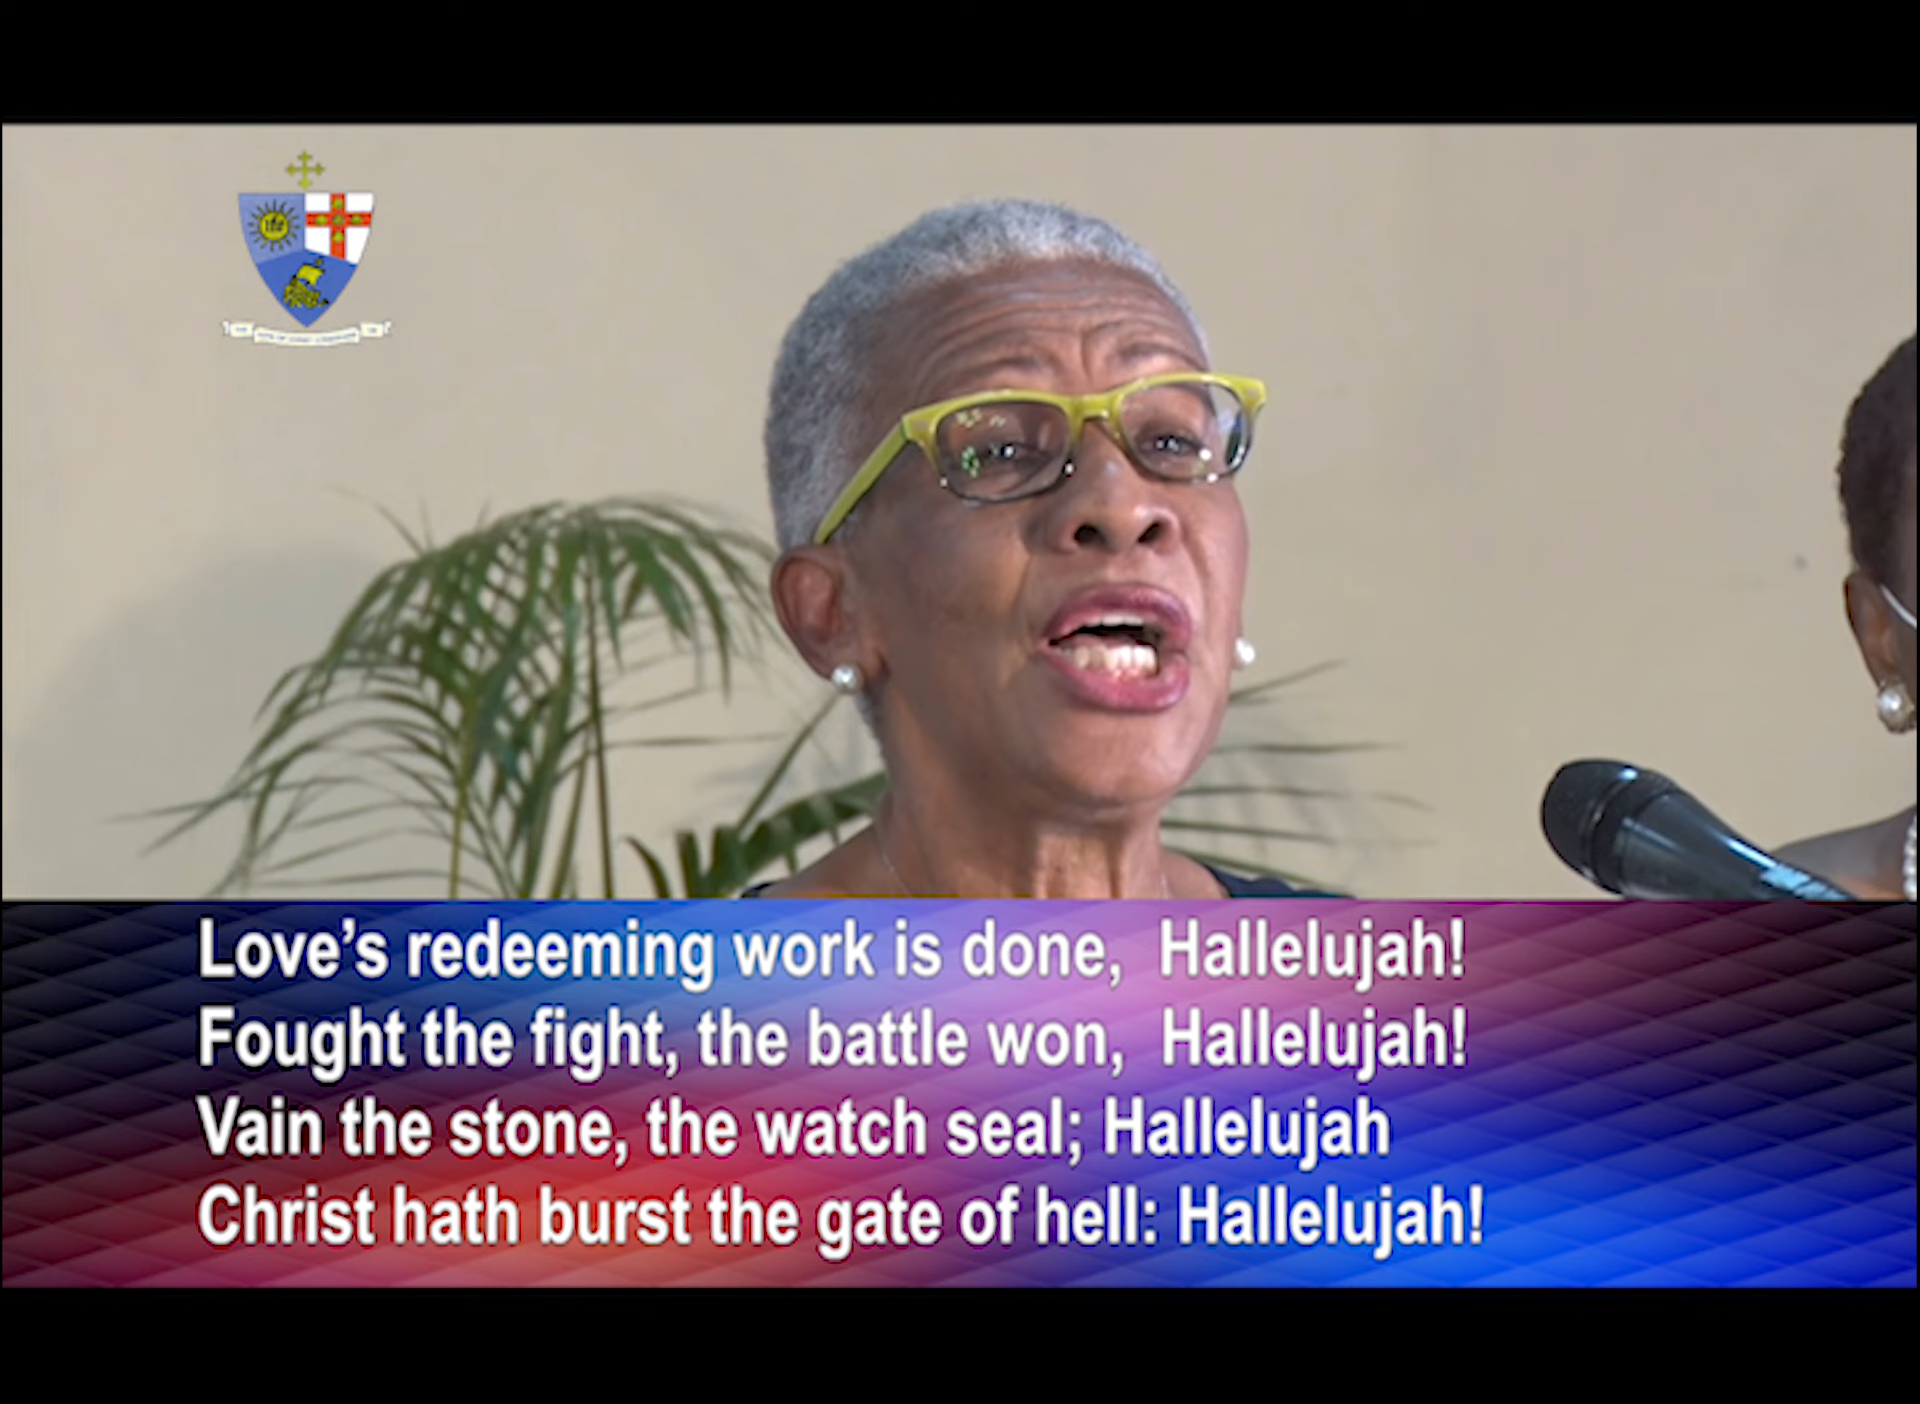 Love’s redeeming work is done, Hallelujah!
Fought the fight, the battle won, Hallelujah!
Vain the stone, the watch seal; Hallelujah
Christ hath burst the gate of hell: Hallelujah!